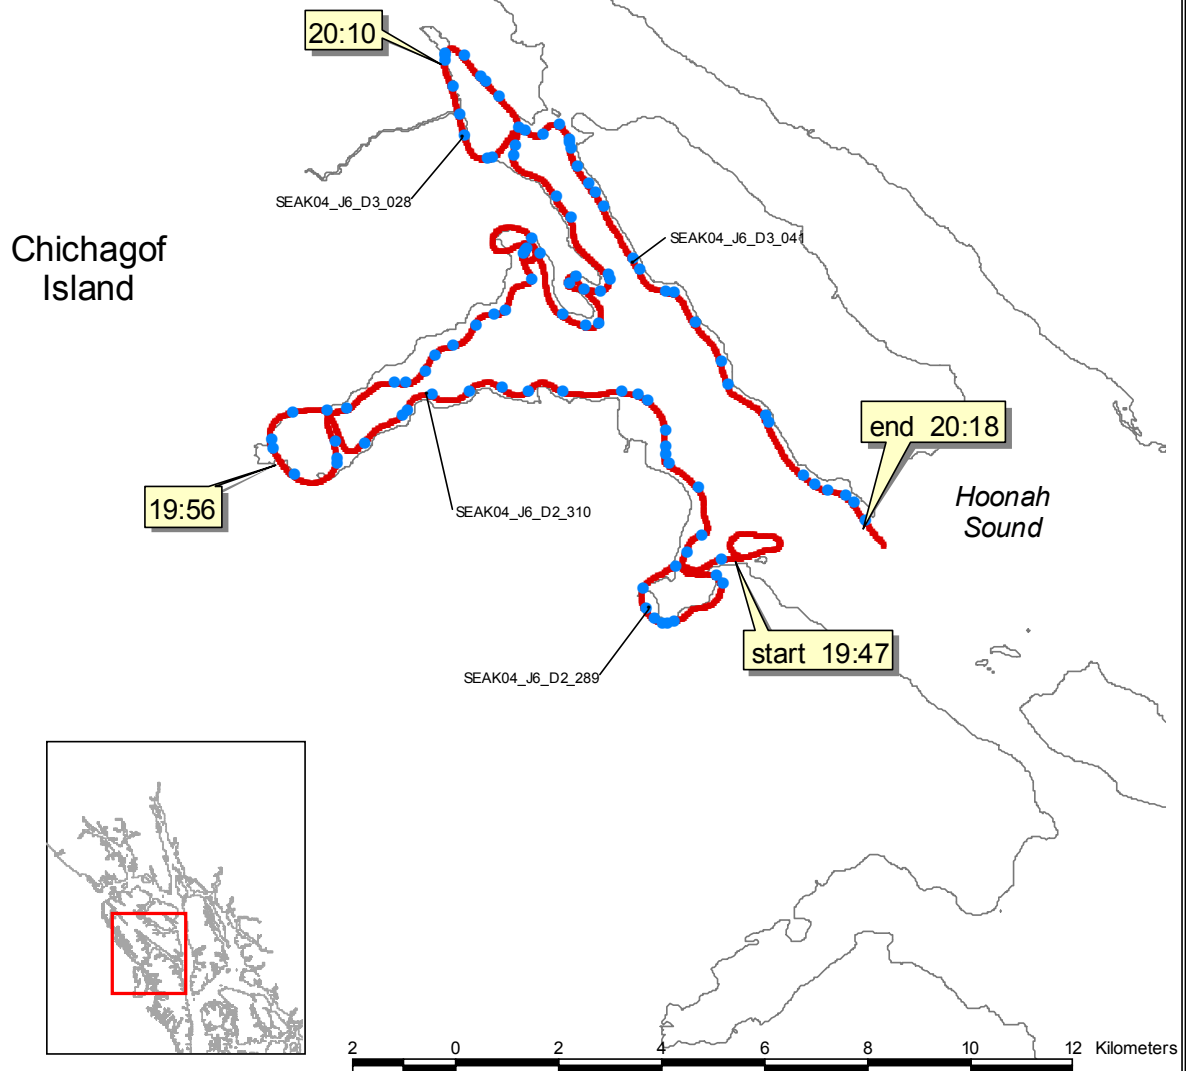 20:10
SEAK04_J6_D3_028
SEAK04_J6_D3_041
Chichagof
Island
end 20:18
19:56
SEAK04_J6_D2_310
Hoonah
Sound
start 19:47
SEAK04_J6_D2_289
2 0 2 4 6 8 10 12 Kilometers